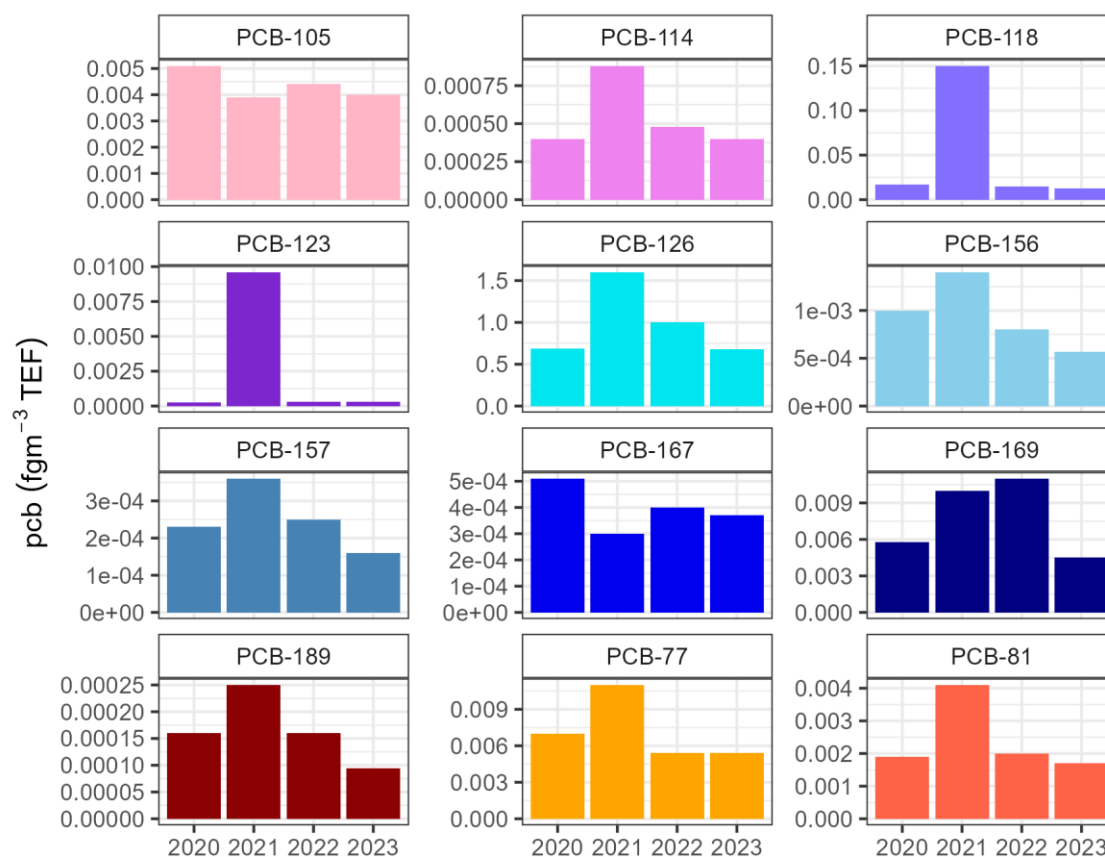 PCB-105
PCB-114
PCB-118
0.005
0.004
0.003
0.002
0.001
0.000
0.00075
0.00050
0.00025
0.00000
0.15
0.10
0.05
0.00
PCB-123
PCB-126
PCB-156
0.0100
0.0075
0.0050
0.0025
0.0000
1.5
1.0
0.5
0.0
1e-03
5e-04
0e+00
PCB-157
PCB-167
PCB-169
3e-04
2e-04
1e-04
0e+00
5e-04
4e-04
3e-04
2e-04
1e-04
0e+00
0.009
0.006
0.003
0.000
PCB-189
PCB-77
PCB-81
0.00025
0.00020
0.00015
0.00010
0.00005
0.00000
0.009
0.006
0.003
0.000
0.004
0.003
0.002
0.001
0.000
2020 2021 2022 2023
2020 2021 2022 2023
2020 2021 2022 2023
pcb (fgm⁻³ TEF)